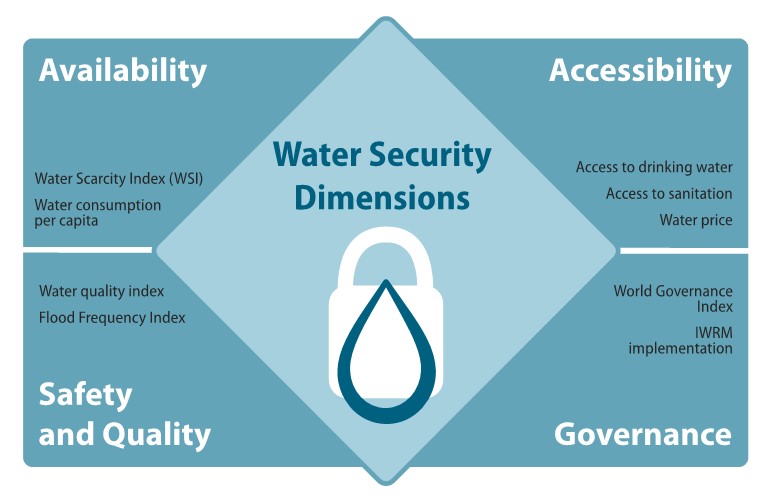 Availability
Accessibility
Water Security
Dimensions
Water Scarcity Index (WSI)
Water consumption
per capita
Access to drinking water
Access to sanitation
Water price
Water quality index
Flood Frequency Index
World Governance
Index
IWRM
implementation
Safety
and Quality
Governance